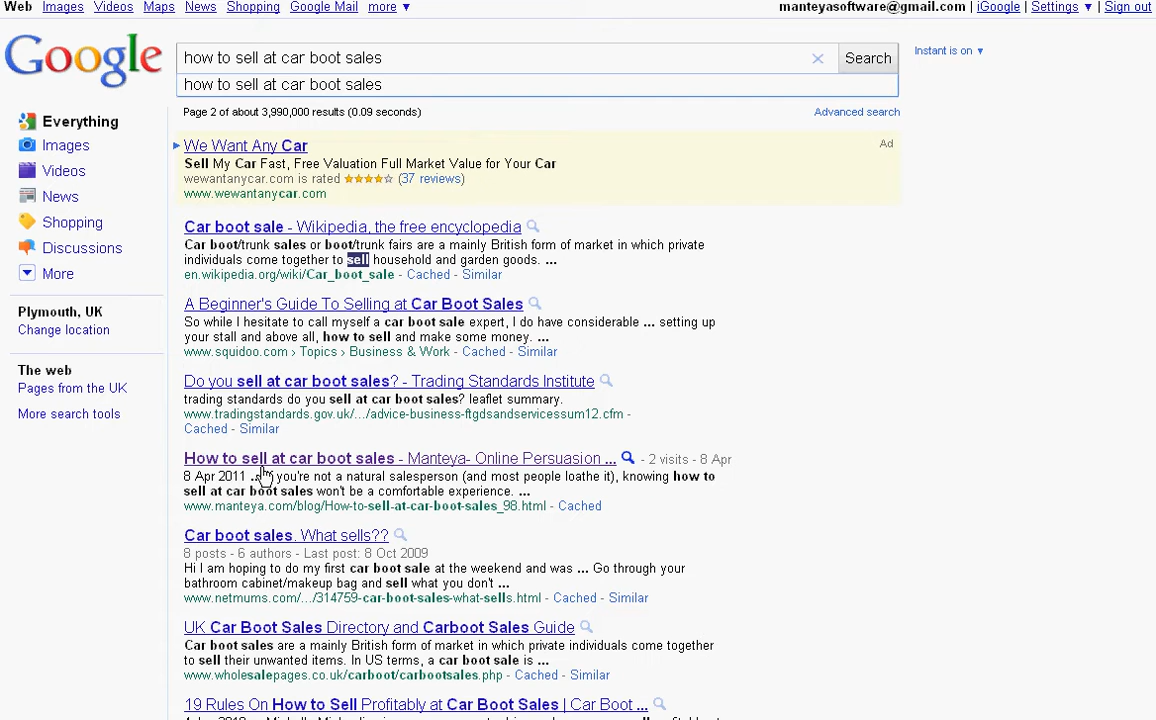 Web Images Videos Maps News Shopping Google Mail more ▼
manteyasoftware@gmail.com | iGoogle | Settings ▼ | Sign out
Google
how to sell at car boot sales
Search
Instant is on ▼
how to sell at car boot sales
Page 2 of about 3,990,000 results (0.09 seconds)
Advanced search
Everything
Images
Videos
News
Shopping
Discussions
More
Plymouth, UK
Change location
The web
Pages from the UK
More search tools
We Want Any Car
Ad
Sell My Car Fast, Free Valuation Full Market Value for Your Car
wewantanycar.com is rated ★★★★☆ (37 reviews)
www.wewantanycar.com
Car boot sale - Wikipedia, the free encyclopedia
Car boot/trunk sales or boot/trunk fairs are a mainly British form of market in which private
individuals come together to sell household and garden goods. ...
en.wikipedia.org/wiki/Car_boot_sale - Cached - Similar
A Beginner's Guide To Selling at Car Boot Sales
So while I hesitate to call myself a car boot sale expert, I do have considerable ... setting up
your stall and above all, how to sell and make some money. ...
www.squidoo.com › Topics › Business & Work - Cached - Similar
Do you sell at car boot sales? - Trading Standards Institute
trading standards do you sell at car boot sales? leaflet summary.
www.tradingstandards.gov.uk/.../advice-business-ftgdsandservicessum12.cfm -
Cached - Similar
How to sell at car boot sales - Manteya- Online Persuasion ... - 2 visits - 8 Apr
8 Apr 2011 ... you're not a natural salesperson (and most people loathe it), knowing how to
sell at car boot sales won't be a comfortable experience. ...
www.manteya.com/blog/How-to-sell-at-car-boot-sales_98.html - Cached
Car boot sales. What sells??
8 posts - 6 authors - Last post: 8 Oct 2009
Hi I am hoping to do my first car boot sale at the weekend and was ... Go through your
bathroom cabinet/makeup bag and sell what you don't ...
www.netmums.com/.../314759-car-boot-sales-what-sells.html - Cached - Similar
UK Car Boot Sales Directory and Carboot Sales Guide
Car boot sales are a mainly British form of market in which private individuals come together
to sell their unwanted items. In US terms, a car boot sale is ...
www.wholesalepages.co.uk/carboot/carbootsales.php - Cached - Similar
19 Rules On How to Sell Profitably at Car Boot Sales | Car Boot ...